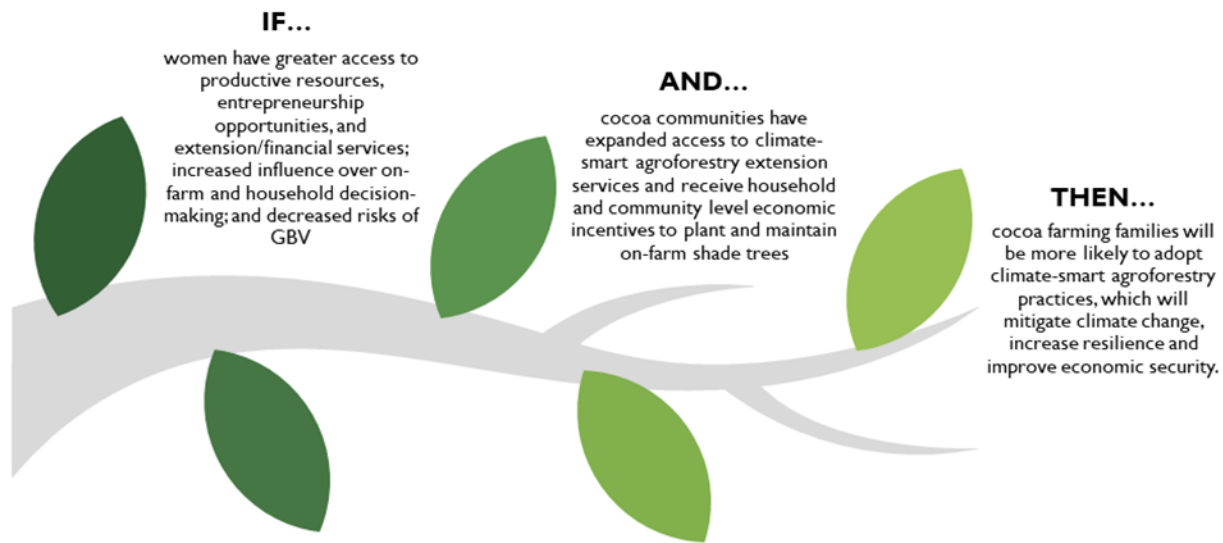 IF...
women have greater access to
productive resources,
entrepreneurship
opportunities, and
extension/financial services;
increased influence over on-
farm and household decision-
making; and decreased risks of
GBV
AND...
cocoa communities have
expanded access to climate-
smart agroforestry extension
services and receive household
and community level economic
incentives to plant and maintain
on-farm shade trees
THEN...
cocoa farming families will
be more likely to adopt
climate-smart agroforestry
practices, which will
mitigate climate change,
increase resilience and
improve economic security.